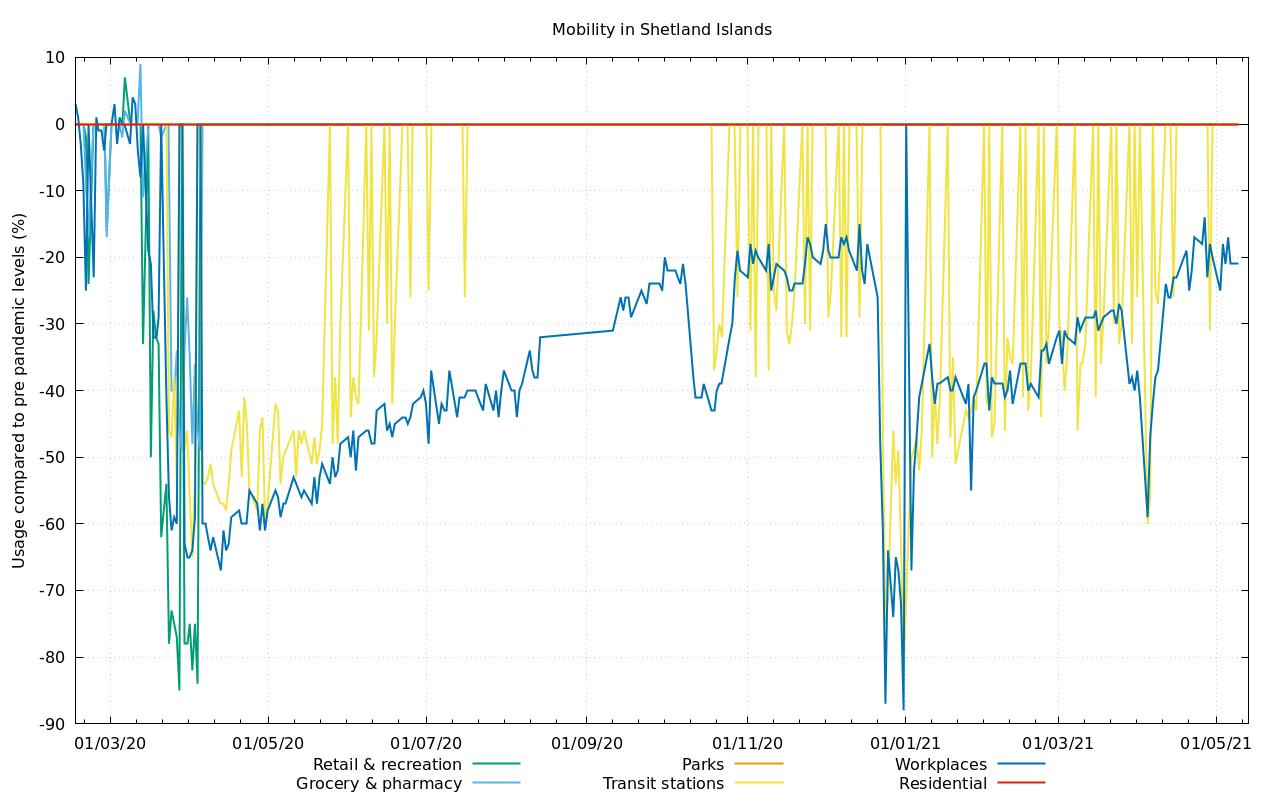 Mobility in Shetland Islands
Usage compared to pre pandemic levels (%)
10
0
-10
-20
-30
-40
-50
-60
-70
-80
-90
01/03/20 01/05/20 01/07/20 01/09/20 01/11/20 01/01/21 01/03/21 01/05/21
Retail & recreation Parks Workplaces
Grocery & pharmacy Transit stations Residential